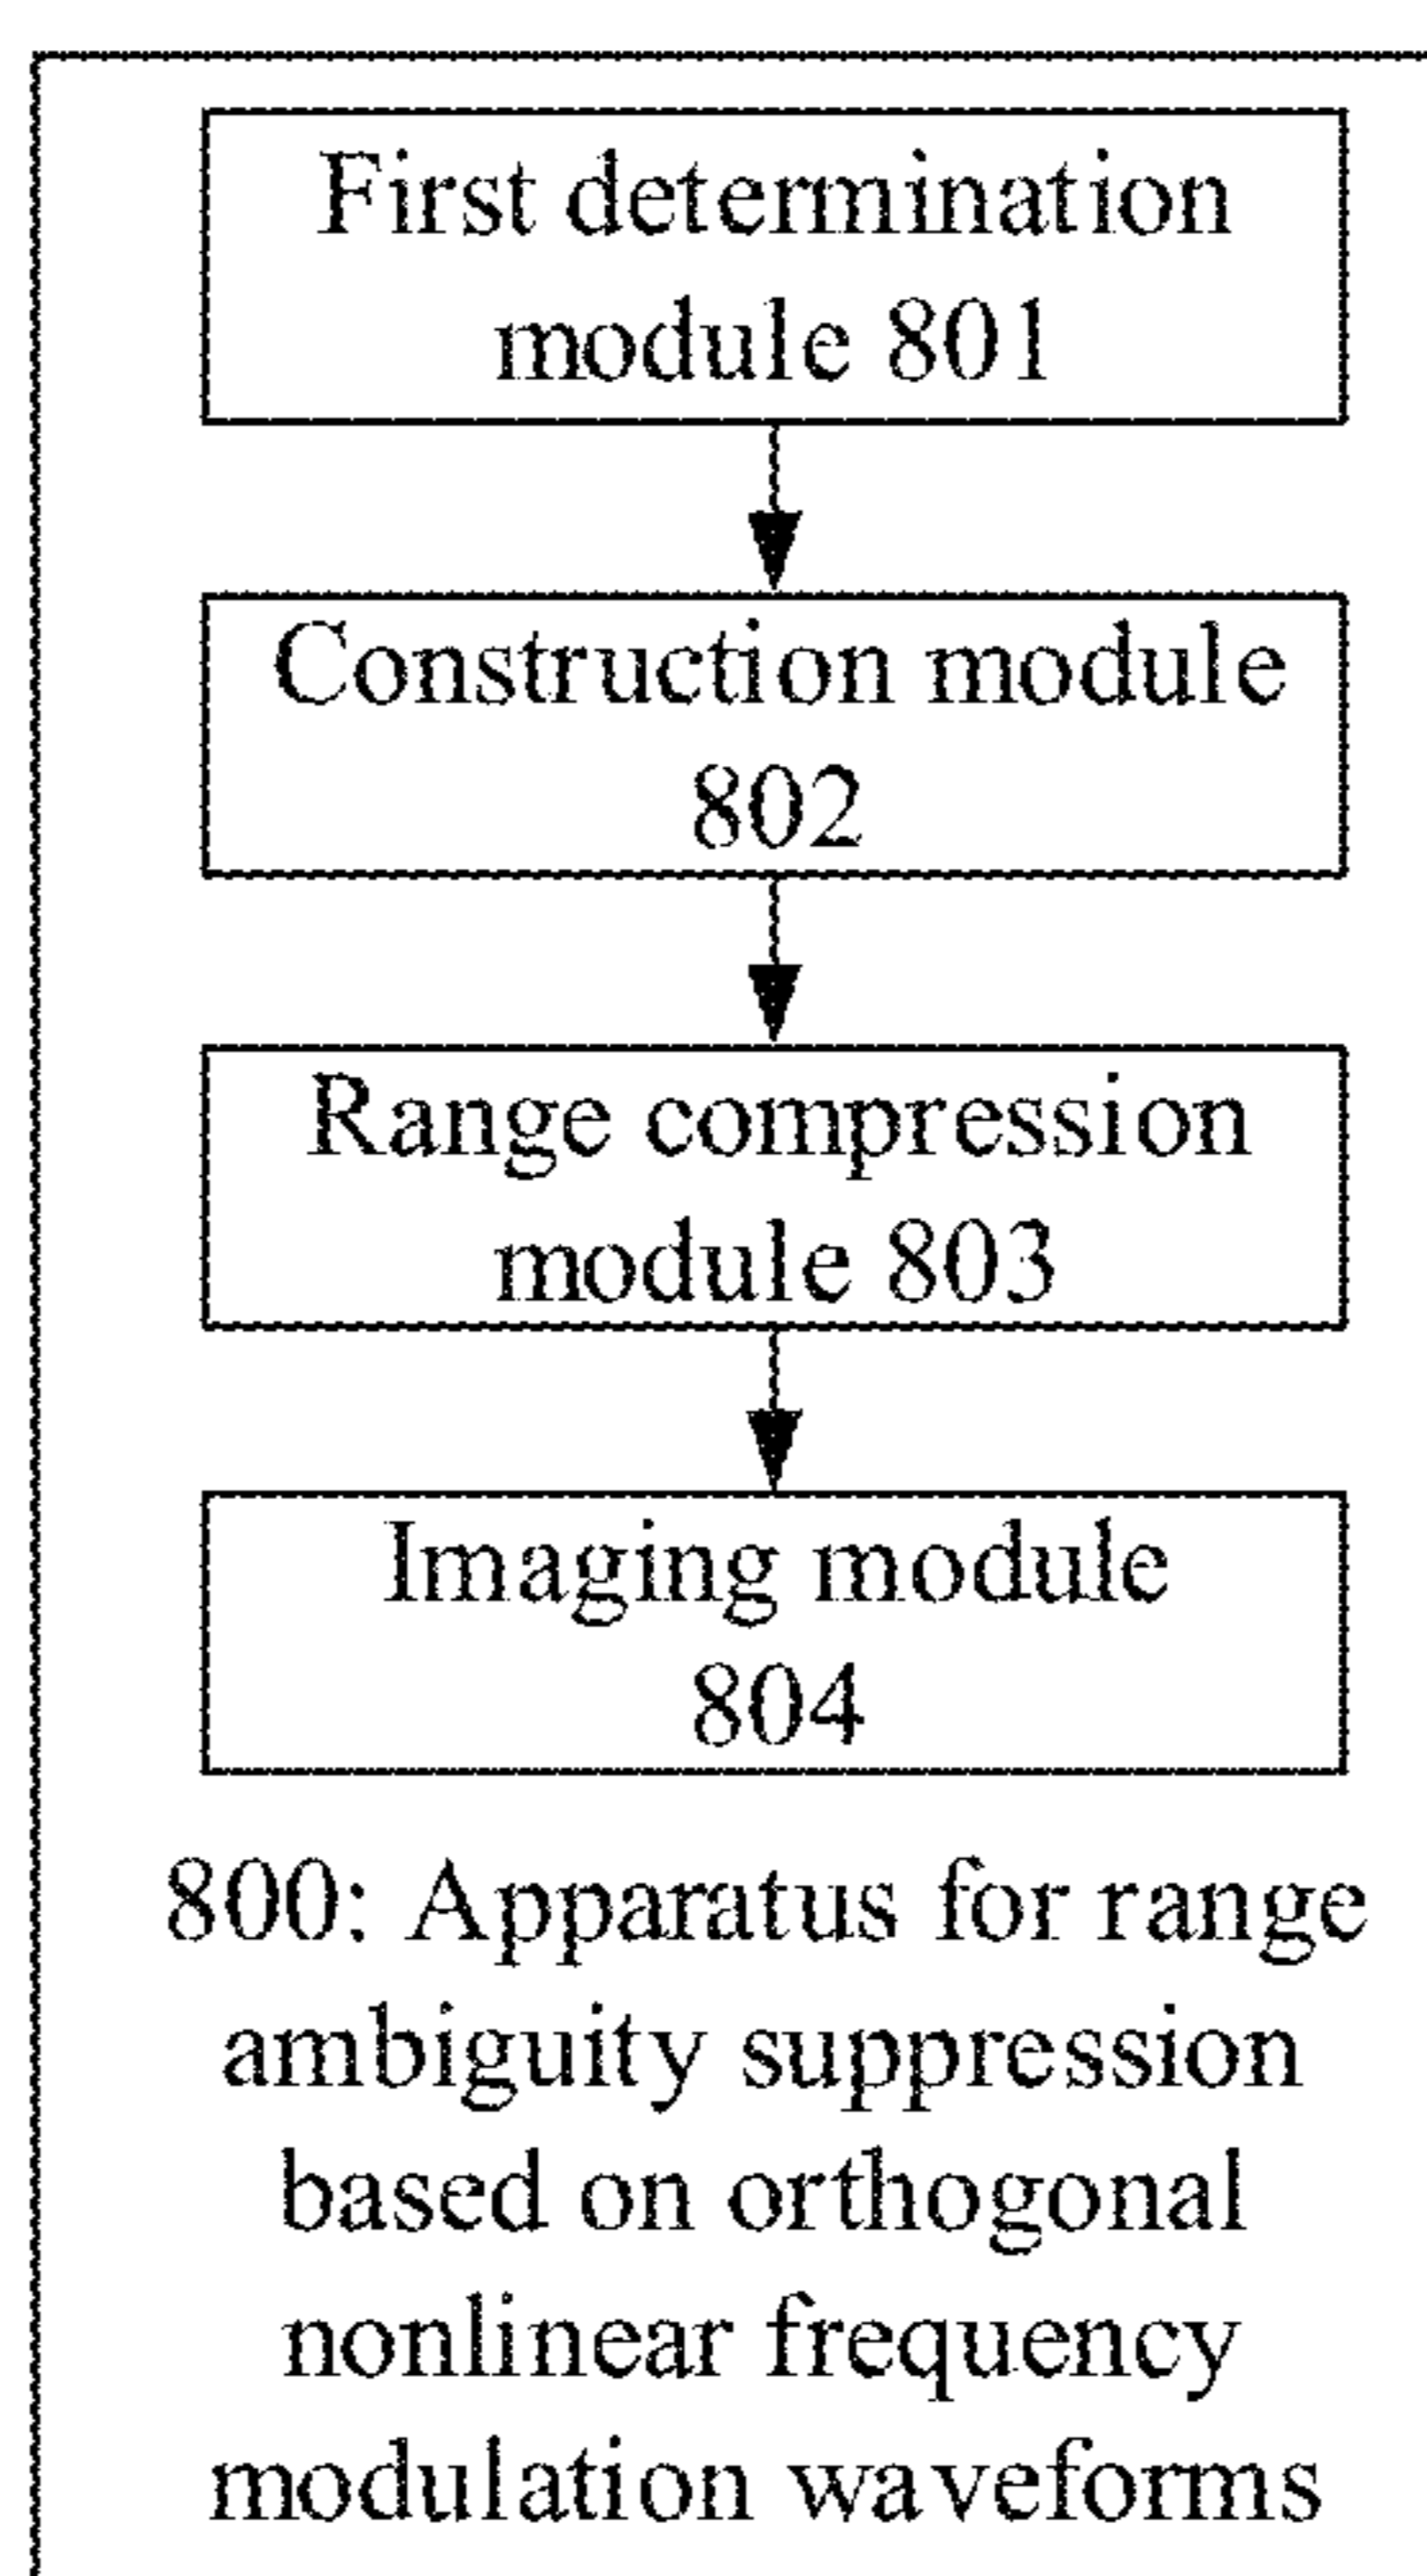 First determination
module 801
Construction module
802
Range compression
module 803
Imaging module
804
800: Apparatus for range
ambiguity suppression
based on orthogonal
nonlinear frequency
modulation waveforms